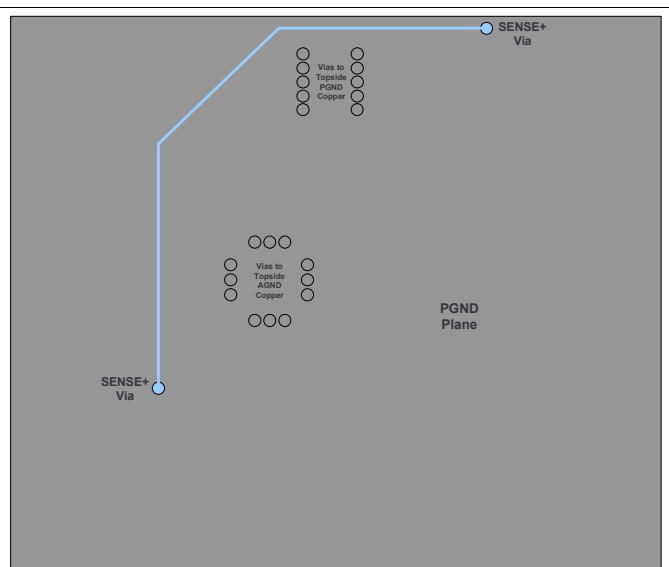 SENSE+
Via
Vias to
Topside
PGND
Copper
Vias to
Topside
AGND
Copper
PGND
Plane
SENSE+
Via